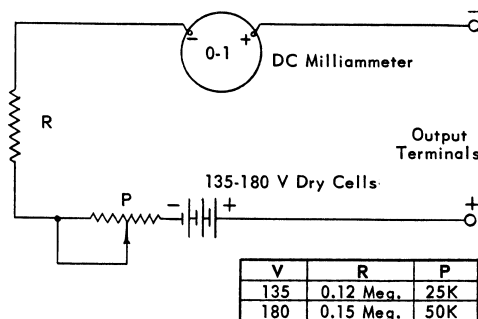 − 0-1 + −
DC Milliammeter
R
Output
Terminals
P
135-180 V Dry Cells
− + +
V R P
135 0.12 Meg. 25K
180 0.15 Meg. 50K